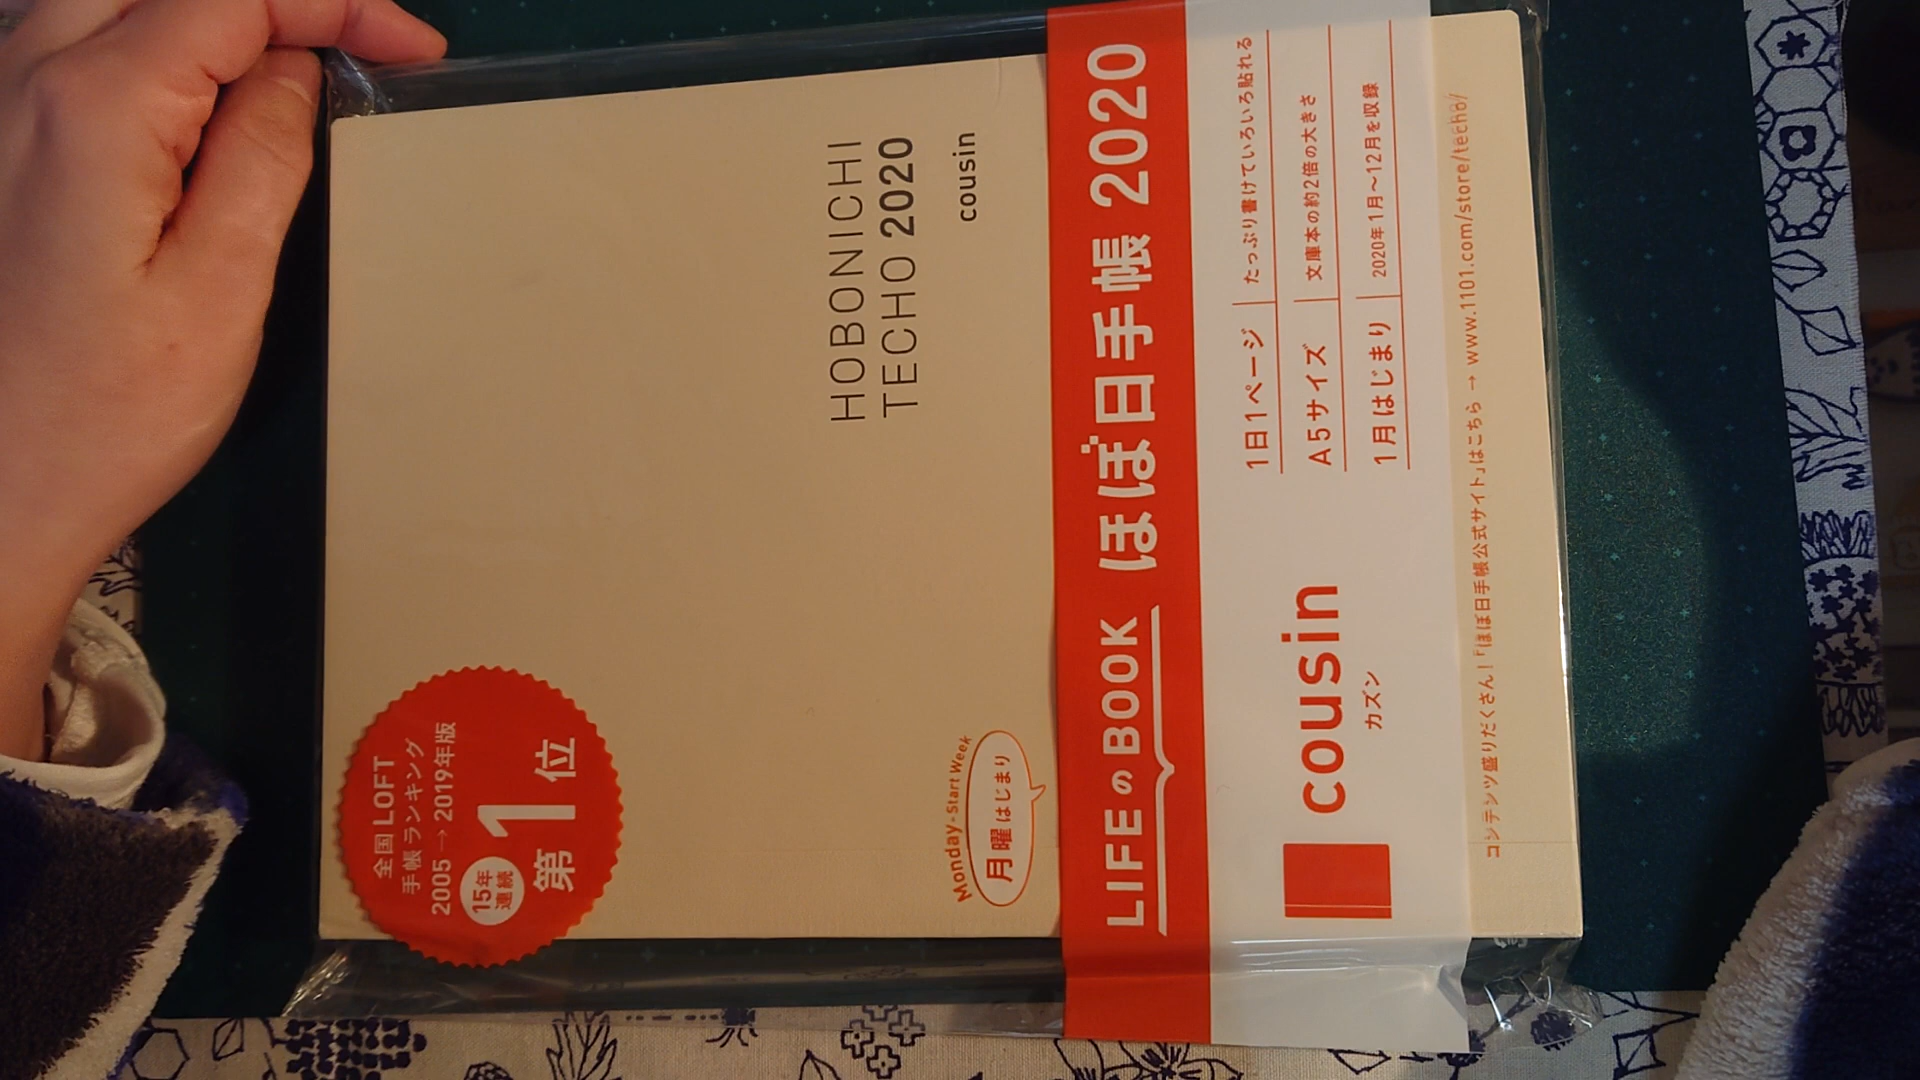 全国LOFT
手帳ランキング
2005→2019年版
15年
連続
第1位
HOBONICHI
TECHO 2020
cousin
Monday-Start Week
月曜はじまり
LIFEのBOOK ほぼ日手帳 2020
cousin
カズン
1日1ページ たっぷり書けていろいろ貼れる
A5サイズ 文庫本の約2倍の大きさ
1月はじまり 2020年1月〜12月を収録
コンテンツ盛りだくさん!「ほぼ日手帳公式サイト」はこちら → www.1101.com/store/techo/